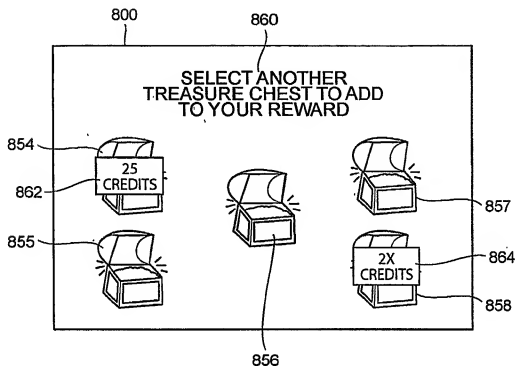 800
860
SELECT ANOTHER
TREASURE CHEST TO ADD
TO YOUR REWARD
854
25
CREDITS
862
857
855
2X
CREDITS
864
858
856